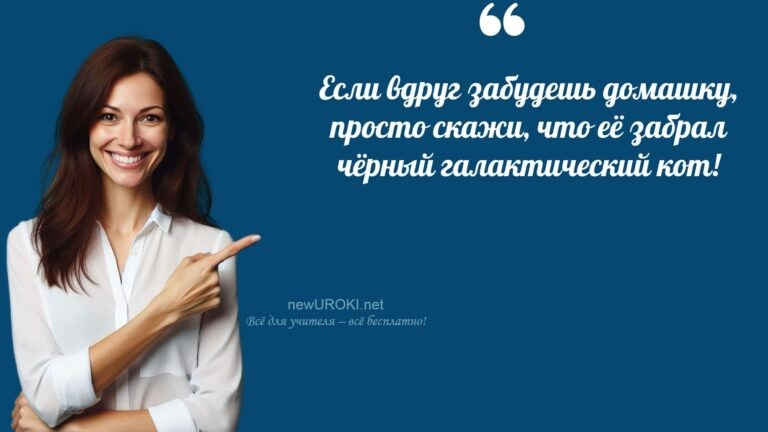 Если вдруг забудешь домашку,
просто скажи, что её забрал
чёрный галактический кот!
newUROKI.net
Всё для учителя – всё бесплатно!